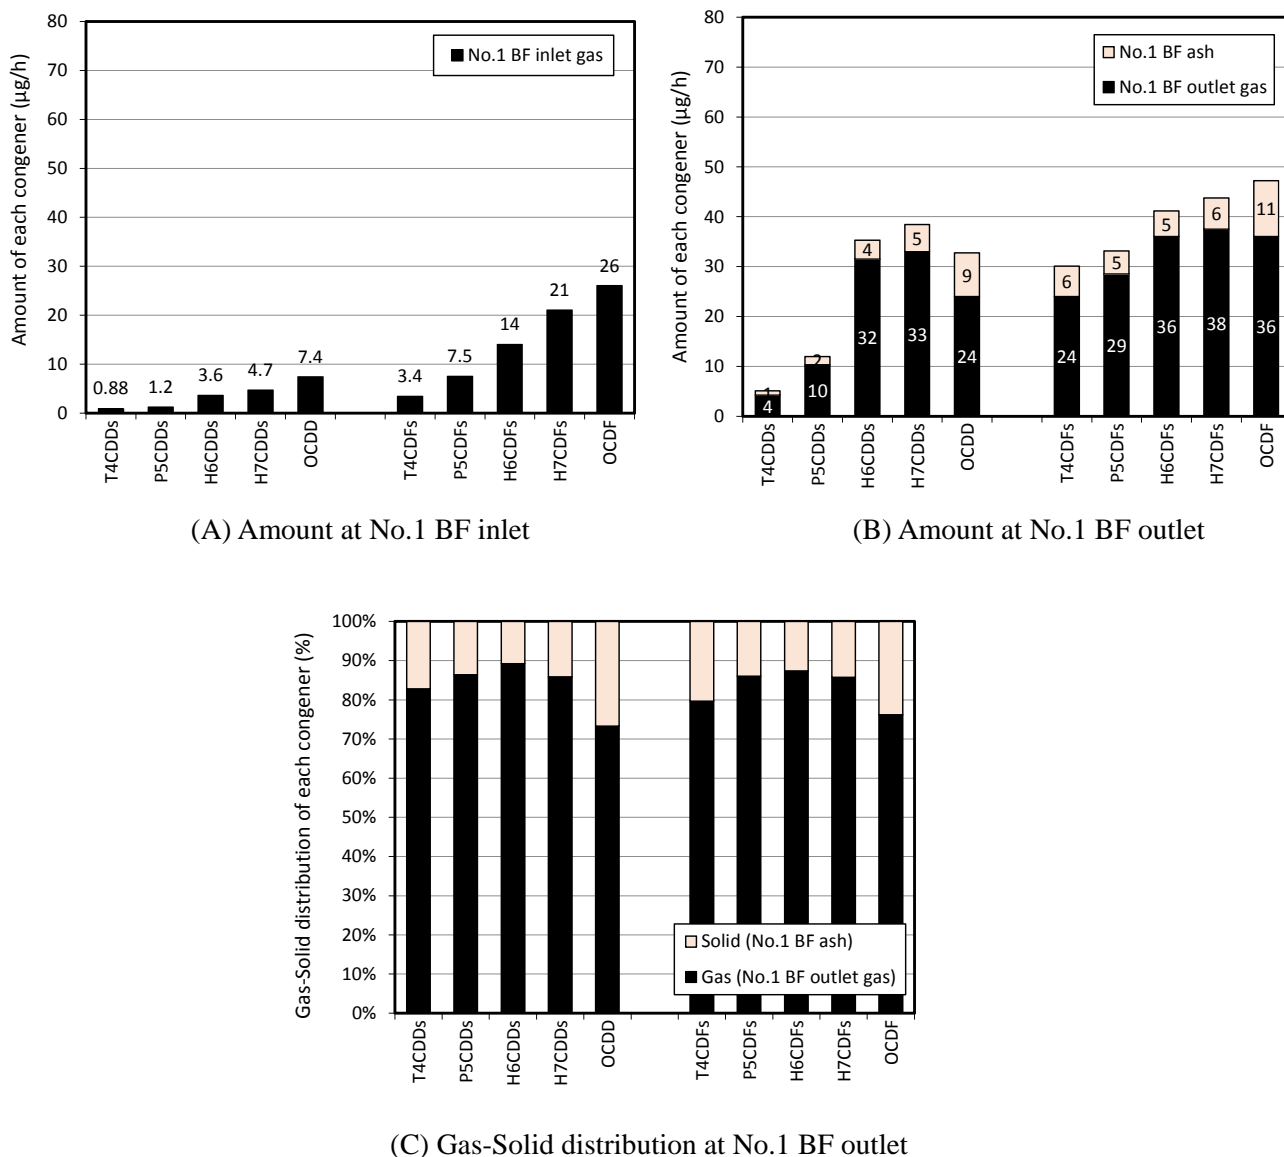 Amount of each congener (μg/h)
80
70
60
50
40
30
20
10
0
No.1 BF inlet gas
0.88
1.2
3.6
4.7
7.4
3.4
7.5
14
21
26
T4CDDs
P5CDDs
H6CDDs
H7CDDs
OCDD
T4CDFs
P5CDFs
H6CDFs
H7CDFs
OCDF
(A) Amount at No.1 BF inlet
Amount of each congener (μg/h)
80
70
60
50
40
30
20
10
0
No.1 BF ash
No.1 BF outlet gas
1
4
2
10
4
32
5
33
9
24
6
24
5
29
5
36
6
38
11
36
T4CDDs
P5CDDs
H6CDDs
H7CDDs
OCDD
T4CDFs
P5CDFs
H6CDFs
H7CDFs
OCDF
(B) Amount at No.1 BF outlet
Gas-Solid distribution of each congener (%)
100%
90%
80%
70%
60%
50%
40%
30%
20%
10%
0%
Solid (No.1 BF ash)
Gas (No.1 BF outlet gas)
T4CDDs
P5CDDs
H6CDDs
H7CDDs
OCDD
T4CDFs
P5CDFs
H6CDFs
H7CDFs
OCDF
(C) Gas-Solid distribution at No.1 BF outlet